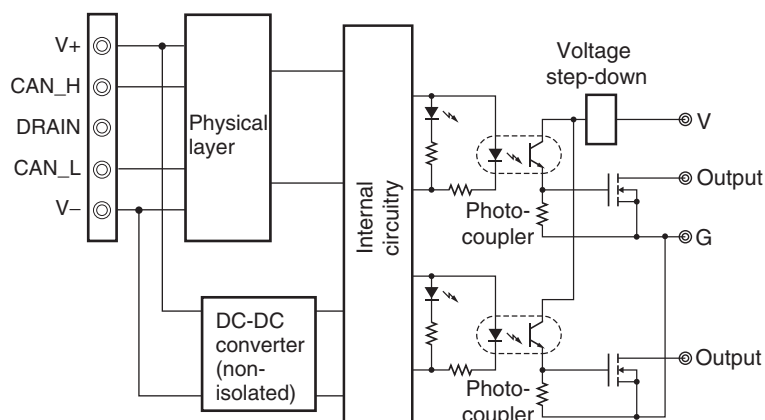 V+
CAN_H
DRAIN
CAN_L
V–
Physical
layer
DC-DC
converter
(non-
isolated)
Internal
circuitry
Voltage
step-down
V
Output
Photo-
coupler
G
Output
Photo-
coupler